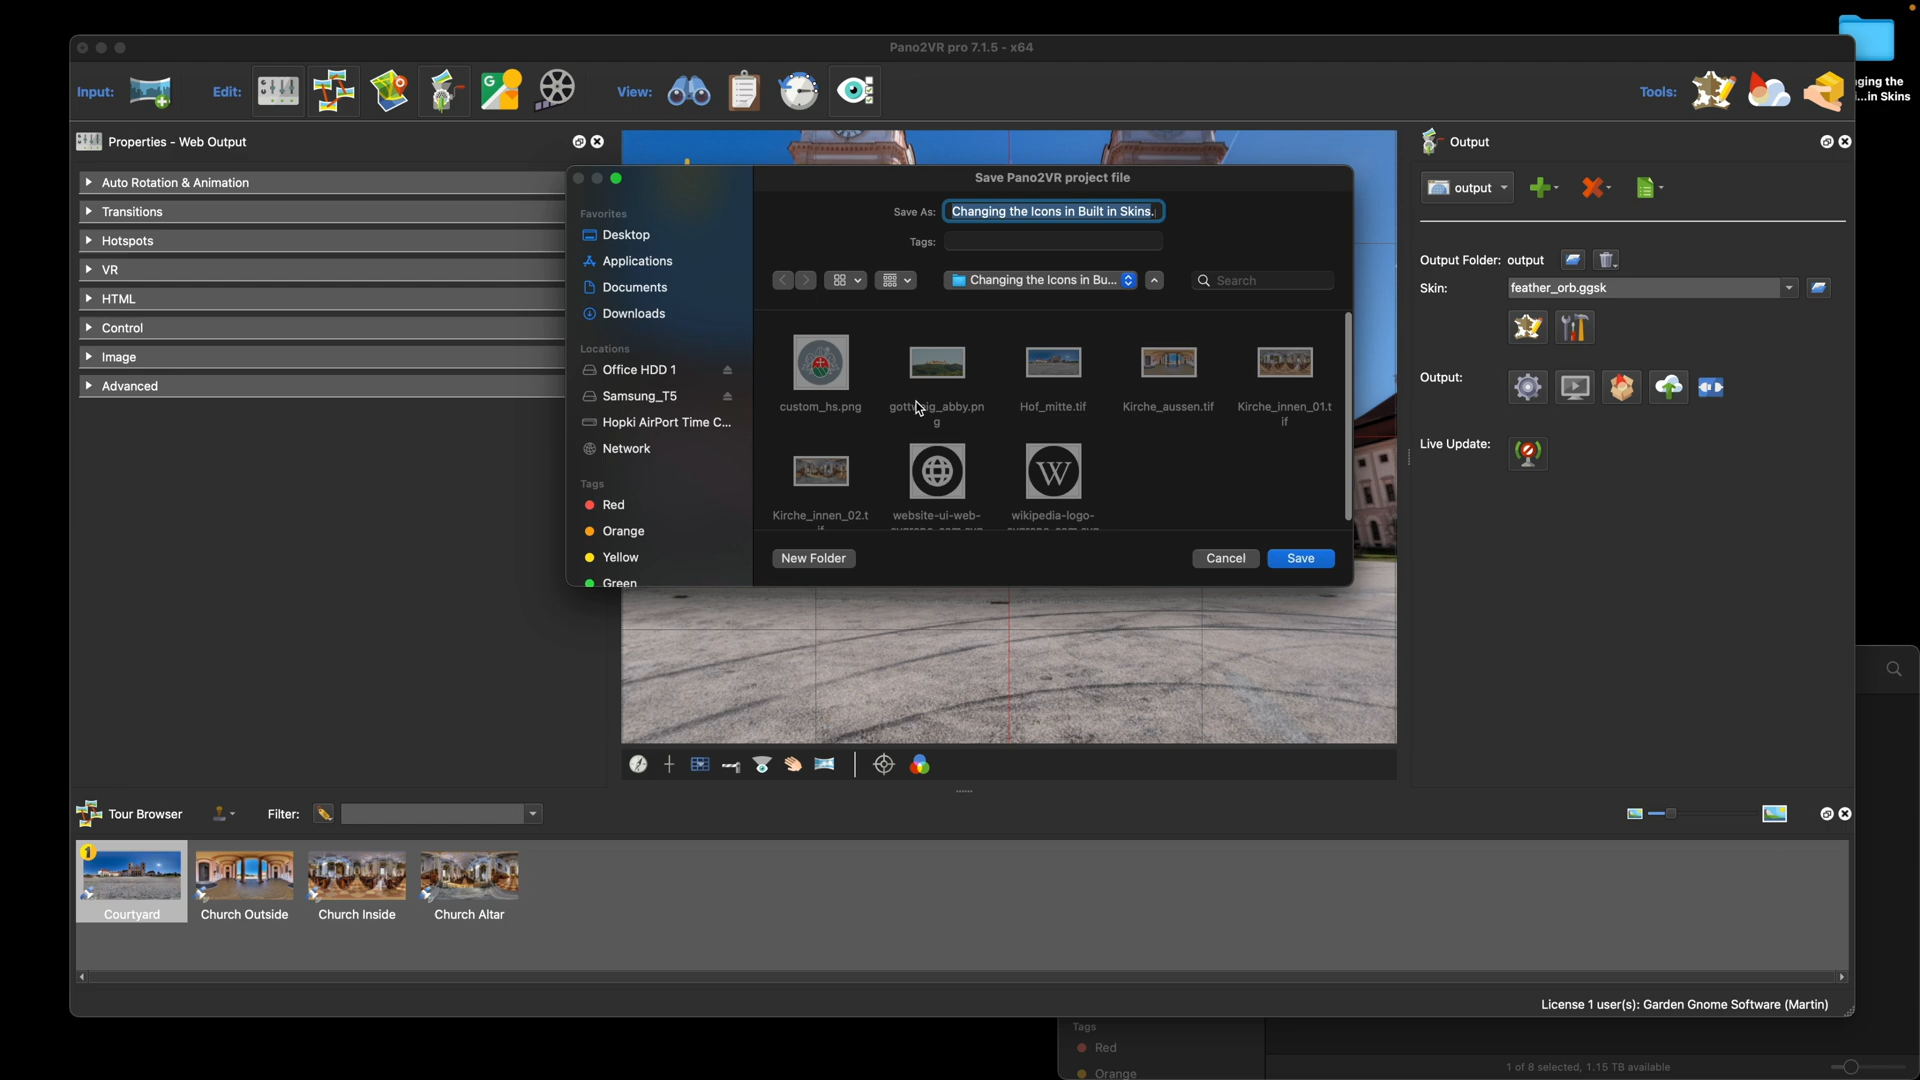 Pano2VR pro 7.1.5 - x64
ging the
i...in Skins
Input:
Edit:
View:
Tools:
Properties - Web Output
Auto Rotation & Animation
Transitions
Hotspots
VR
HTML
Control
Image
Advanced
Save Pano2VR project file
Save As:
Changing the Icons in Built in Skins.
Tags:
Changing the Icons in Bu...
Search
Favorites
Desktop
Applications
Documents
Downloads
Locations
Office HDD 1
Samsung_T5
Hopki AirPort Time C...
Network
Tags
Red
Orange
Yellow
Green
custom_hs.png
Hof_mitte.tif
Kirche_aussen.tif
Kirche_innen_01.t
if
Kirche_innen_02.t
website-ui-web-
wikipedia-logo-
W
New Folder
Cancel
Save
Output
output
Output Folder: output
Skin:
feather_orb.ggsk
Output:
Live Update:
Tour Browser
Filter:
1
Courtyard
Church Outside
Church Inside
Church Altar
License 1 user(s): Garden Gnome Software (Martin)
Tags
Red
Orange
1 of 8 selected, 1.15 TB available